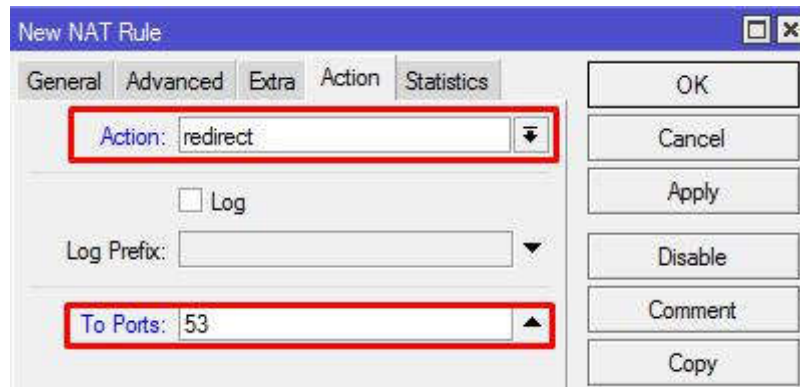 New NAT Rule
General Advanced Extra Action Statistics
OK
Action: redirect
Cancel
Log
Apply
Log Prefix:
Disable
To Ports: 53
Comment
Copy